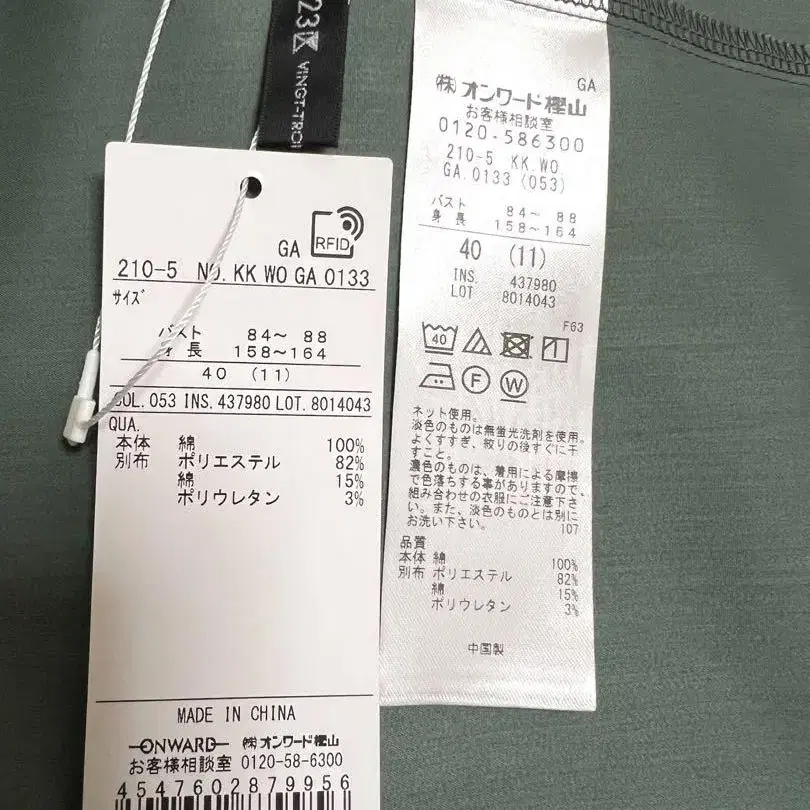 23区
VINGT-TROI
GA
RFID
210-5 NO. KK WO GA 0133
サイズ
バスト 84～ 88
身長 158～164
40 (11)
COL. 053 INS. 437980 LOT. 8014043
QUA.
本体 綿 100%
別布 ポリエステル 82%
綿 15%
ポリウレタン 3%
MADE IN CHINA
ONWARD ㈱オンワード樫山
お客様相談室 0120-58-6300
4547602879956
GA
㈱オンワード樫山
お客様相談室
0120-586300
210-5 KK.WO
GA.0133 (053)
バスト 84～ 88
身長 158～164
40 (11)
INS. 437980
LOT 8014043
F63
40
F
W
ネット使用。
淡色のものは無蛍光洗剤を使用。
よくすすぎ、絞りの後すぐに干
すこと。
濃色のものは、着用による摩擦
で色落ちする事がありますので、
組み合わせの衣服にご注意下さ
い。また、淡色のものとは別に
お洗い下さい。 107
品質
本体 綿 100%
別布 ポリエステル 82%
綿 15%
ポリウレタン 3%
中国製